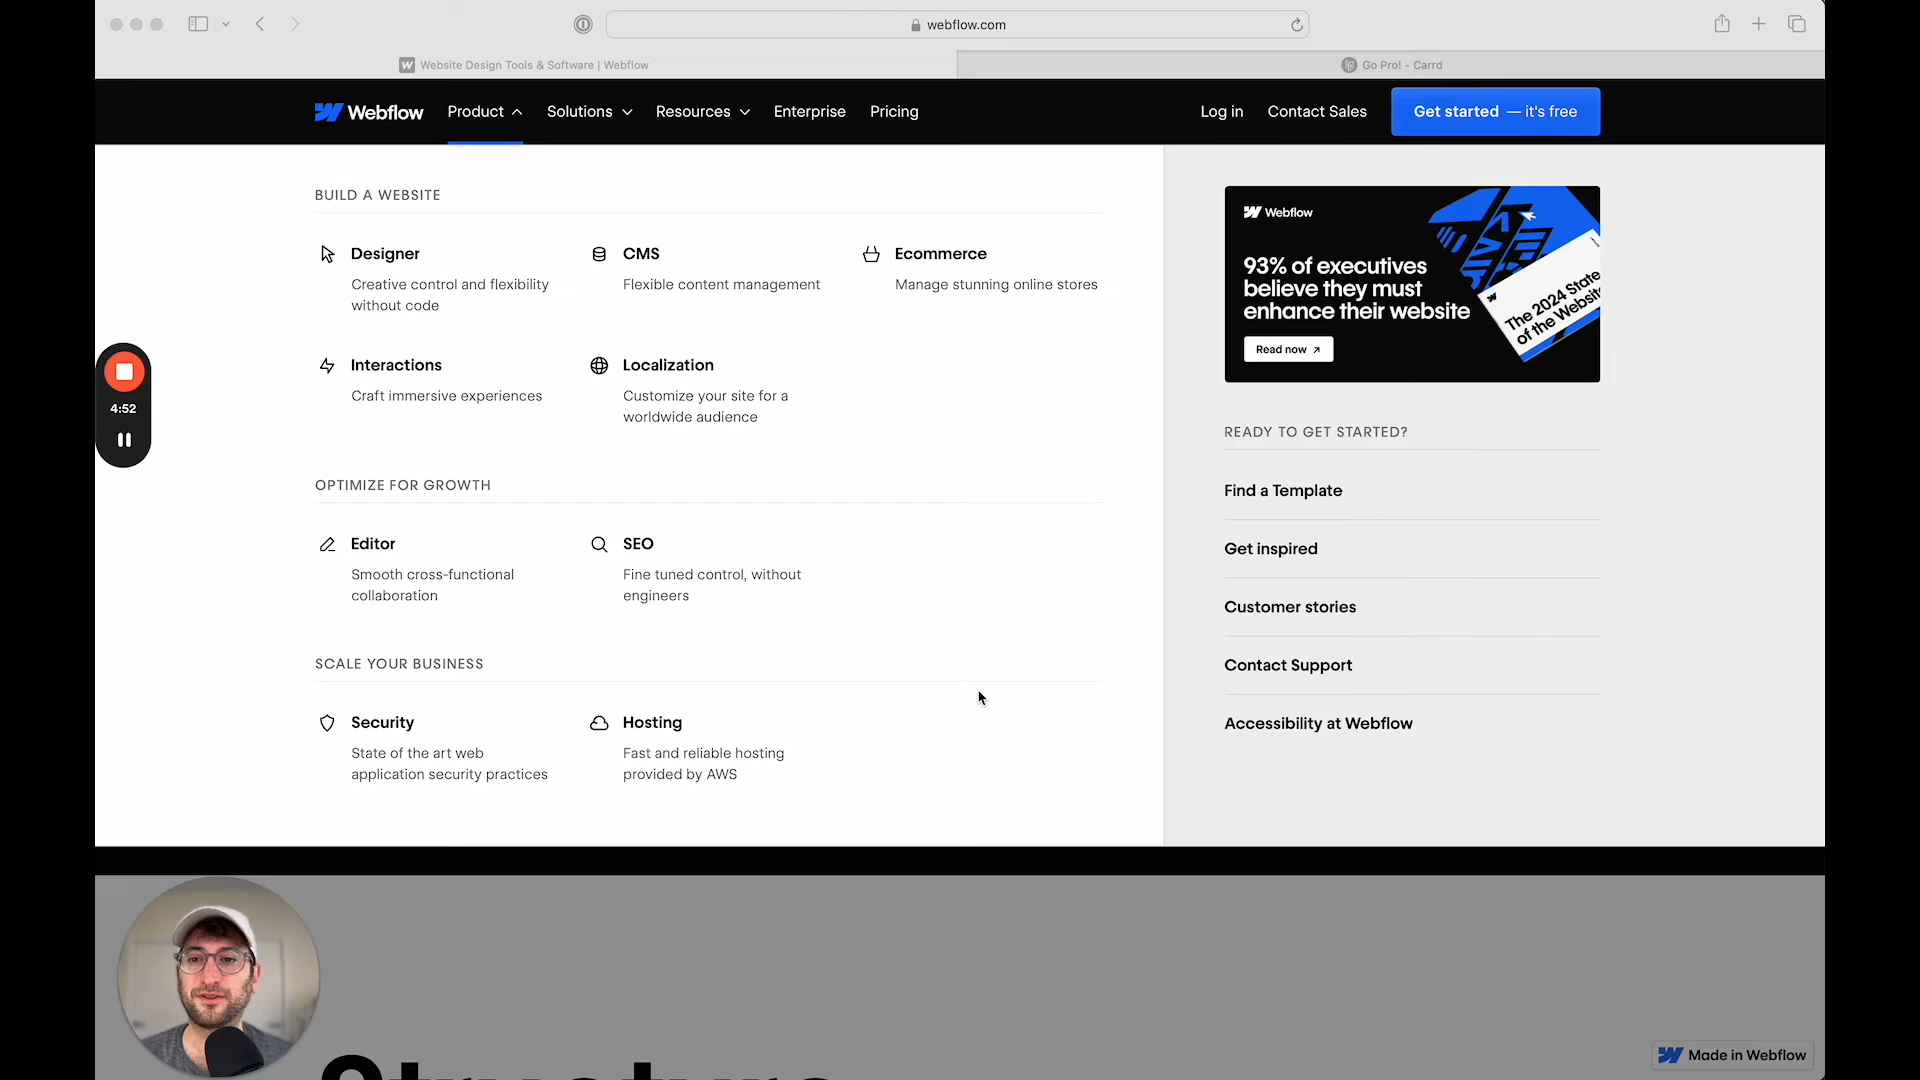 webflow.com
Website Design Tools & Software | Webflow
Go Pro! - Carrd
Webflow
Product
Solutions
Resources
Enterprise
Pricing
Log in
Contact Sales
Get started — it's free
BUILD A WEBSITE
Designer
Creative control and flexibility
without code
CMS
Flexible content management
Ecommerce
Manage stunning online stores
Interactions
Craft immersive experiences
Localization
Customize your site for a
worldwide audience
OPTIMIZE FOR GROWTH
Editor
Smooth cross-functional
collaboration
SEO
Fine tuned control, without
engineers
SCALE YOUR BUSINESS
Security
State of the art web
application security practices
Hosting
Fast and reliable hosting
provided by AWS
Webflow
93% of executives
believe they must
enhance their website
Read now
The 2024 State
of the Website
READY TO GET STARTED?
Find a Template
Get inspired
Customer stories
Contact Support
Accessibility at Webflow
4:52
Made in Webflow